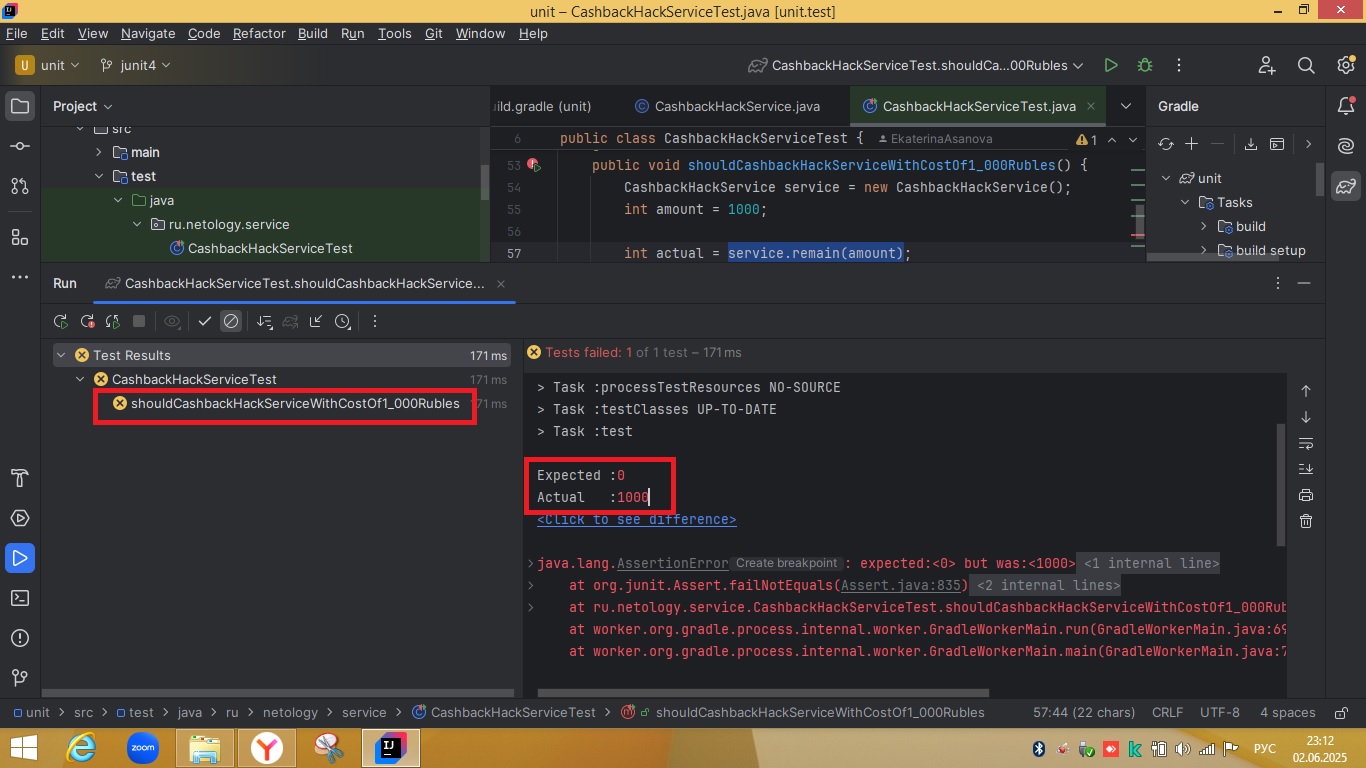 unit – CashbackHackServiceTest.java [unit.test]
File Edit View Navigate Code Refactor Build Run Tools Git Window Help
U unit junit4 CashbackHackServiceTest.shouldCa...00Rubles
Project
src
main
test
java
ru.netology.service
CashbackHackServiceTest
ild.gradle (unit) CashbackHackService.java CashbackHackServiceTest.java
6 public class CashbackHackServiceTest { EkaterinaAsanova 1
53 public void shouldCashbackHackServiceWithCostOf1_000Rubles() {
54 CashbackHackService service = new CashbackHackService();
55 int amount = 1000;
56
57 int actual = service.remain(amount);
Gradle
unit
Tasks
build
build setup
Run CashbackHackServiceTest.shouldCashbackHackService...
Test Results 171 ms
CashbackHackServiceTest 171 ms
shouldCashbackHackServiceWithCostOf1_000Rubles 171 ms
Tests failed: 1 of 1 test – 171 ms
> Task :processTestResources NO-SOURCE
> Task :testClasses UP-TO-DATE
> Task :test
Expected :0
Actual :1000
<Click to see difference>
java.lang.AssertionError Create breakpoint : expected:<0> but was:<1000> <1 internal line>
at org.junit.Assert.failNotEquals(Assert.java:835) <2 internal lines>
at ru.netology.service.CashbackHackServiceTest.shouldCashbackHackServiceWithCostOf1_000Rub
at worker.org.gradle.process.internal.worker.GradleWorkerMain.run(GradleWorkerMain.java:69
at worker.org.gradle.process.internal.worker.GradleWorkerMain.main(GradleWorkerMain.java:7
unit > src > test > java > ru > netology > service > CashbackHackServiceTest > shouldCashbackHackServiceWithCostOf1_000Rubles 57:44 (22 chars) CRLF UTF-8 4 spaces
zoom
РУС
23:12
02.06.2025